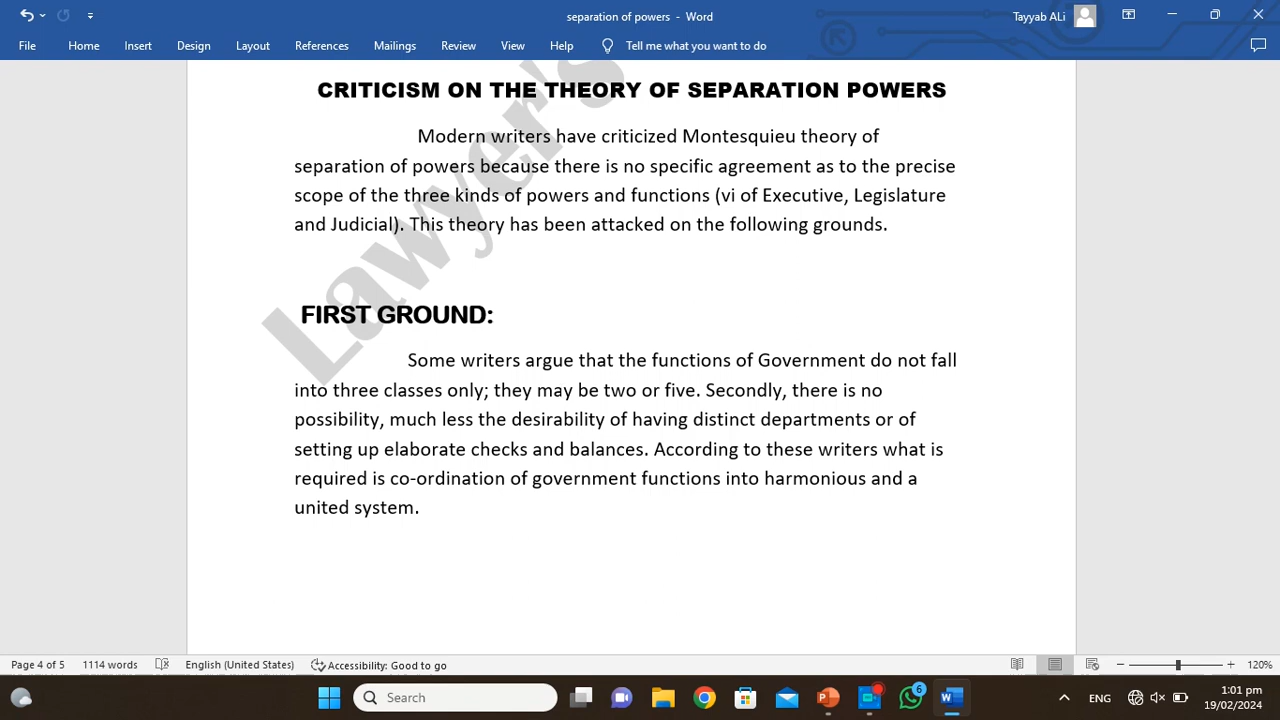 separation of powers - Word
Tayyab ALi
File Home Insert Design Layout References Mailings Review View Help Tell me what you want to do
Lawyer's
CRITICISM ON THE THEORY OF SEPARATION POWERS
Modern writers have criticized Montesquieu theory of
separation of powers because there is no specific agreement as to the precise
scope of the three kinds of powers and functions (vi of Executive, Legislature
and Judicial). This theory has been attacked on the following grounds.
FIRST GROUND:
Some writers argue that the functions of Government do not fall
into three classes only; they may be two or five. Secondly, there is no
possibility, much less the desirability of having distinct departments or of
setting up elaborate checks and balances. According to these writers what is
required is co-ordination of government functions into harmonious and a
united system.
Page 4 of 5 1114 words English (United States) Accessibility: Good to go 120%
Search 6 ENG 1:01 pm
19/02/2024